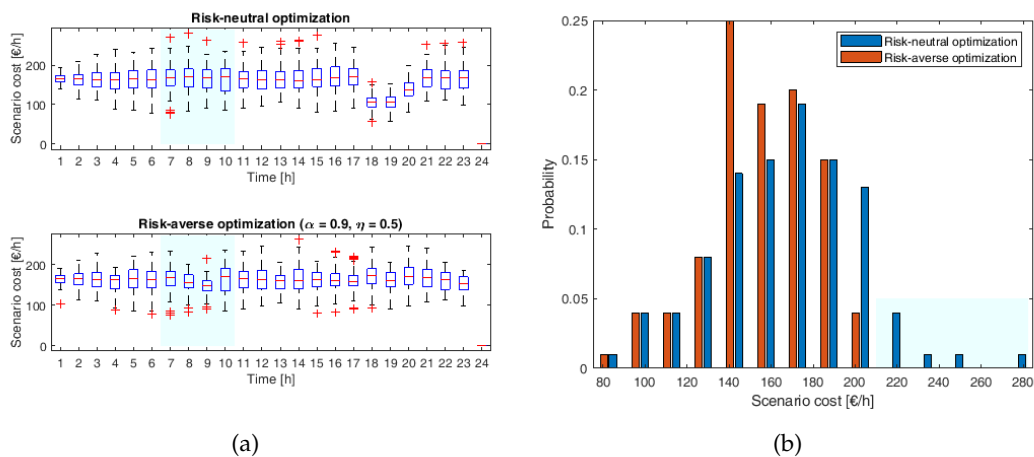 Risk-neutral optimization
Scenario cost [€/h]
200
100
0
1 2 3 4 5 6 7 8 9 10 11 12 13 14 15 16 17 18 19 20 21 22 23 24
Time [h]
Risk-averse optimization (α = 0.9, η = 0.5)
Scenario cost [€/h]
200
100
0
1 2 3 4 5 6 7 8 9 10 11 12 13 14 15 16 17 18 19 20 21 22 23 24
Time [h]
(a)
0.25
0.2
0.15
0.1
0.05
0
Probability
Risk-neutral optimization
Risk-averse optimization
80 100 120 140 160 180 200 220 240 260 280
Scenario cost [€/h]
(b)